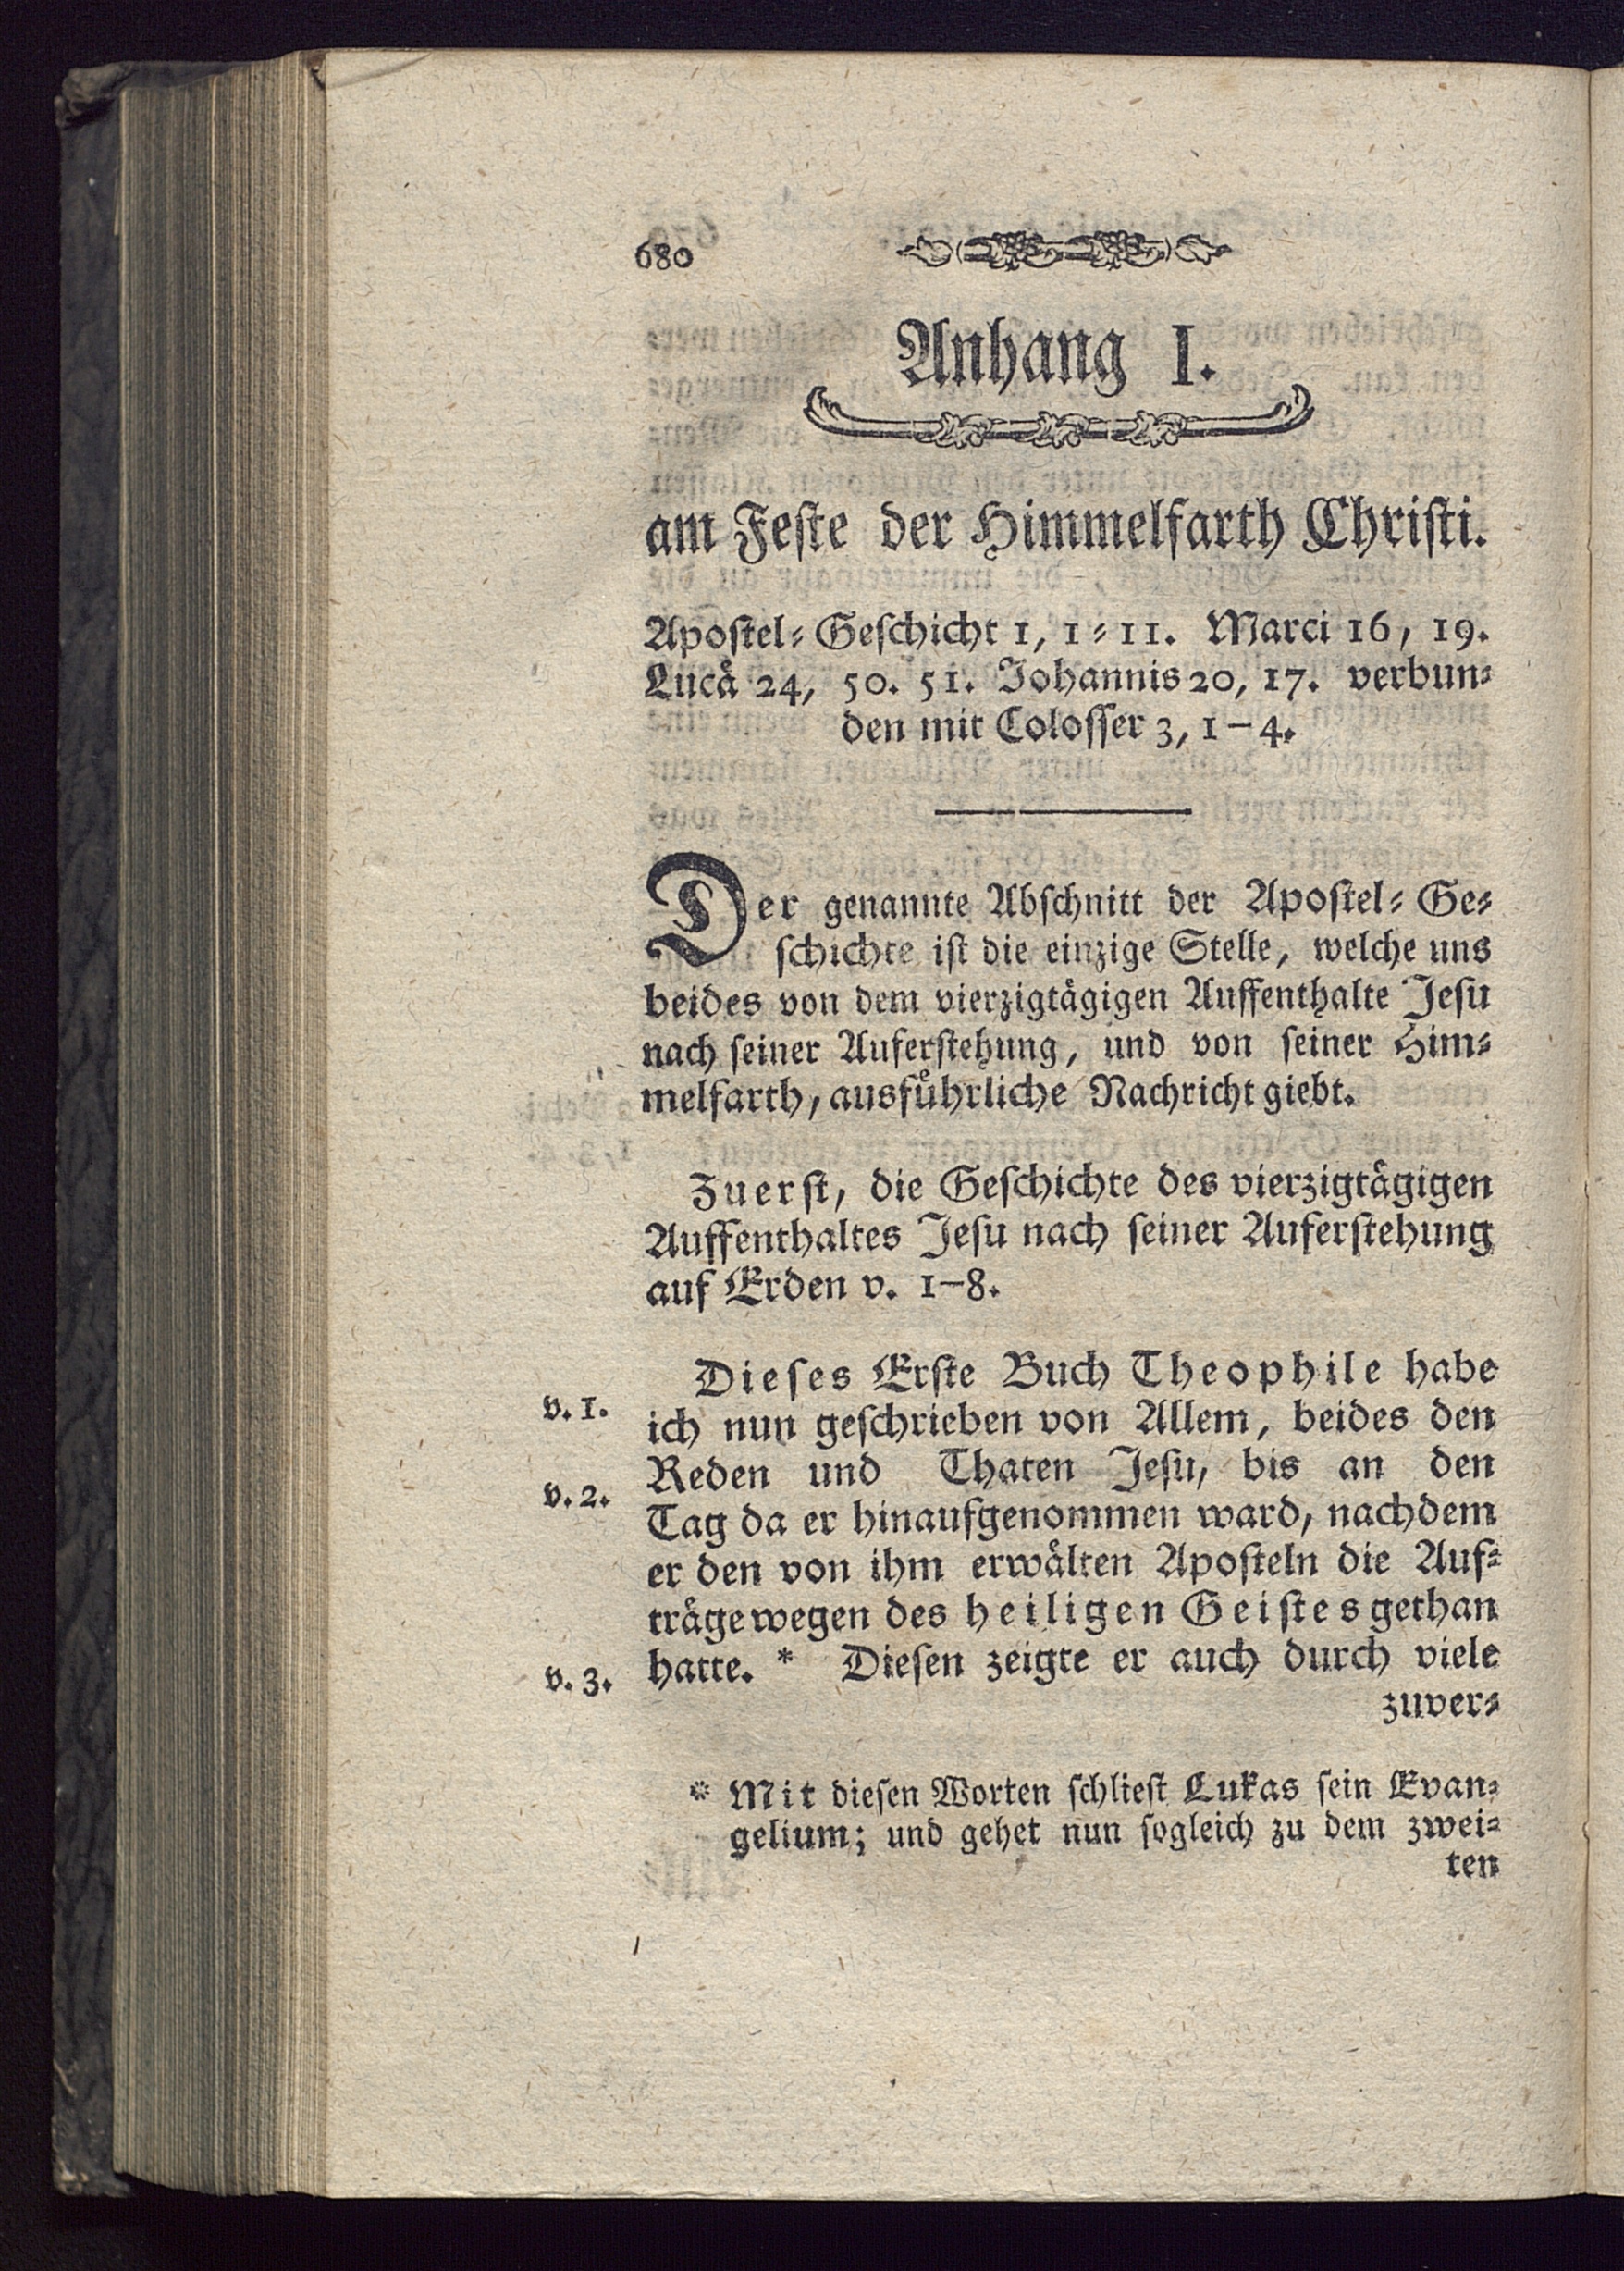 680
Anhang I.
am Feste der Himmelfarth Christi.
Apostel-Geschicht 1, 1-11. Marci 16, 19.
Lucå 24, 50. 51. Johannis 20, 17. verbun-
den mit Colosser 3, 1-4.
Der genannte Abschnitt der Apostel-Ge-
schichte ist die einzige Stelle, welche uns
beides von dem vierzigtägigen Auffenthalte Jesu
nach seiner Auferstehung, und von seiner Him-
melfarth, ausführliche Nachricht giebt.
Zuerst, die Geschichte des vierzigtägigen
Auffenthaltes Jesu nach seiner Auferstehung
auf Erden v. 1-8.
Dieses Erste Buch Theophile habe
v. 1. ich nun geschrieben von Allem, beides den
Reden und Thaten Jesu, bis an den
v. 2. Tag da er hinaufgenommen ward, nachdem
er den von ihm erwälten Aposteln die Auf-
träge wegen des heiligen Geistes gethan
v. 3. hatte. * Diesen zeigte er auch durch viele
zuver-
* Mit diesen Worten schliest Lukas sein Evan-
gelium; und gehet nun sogleich zu dem zwei-
ten